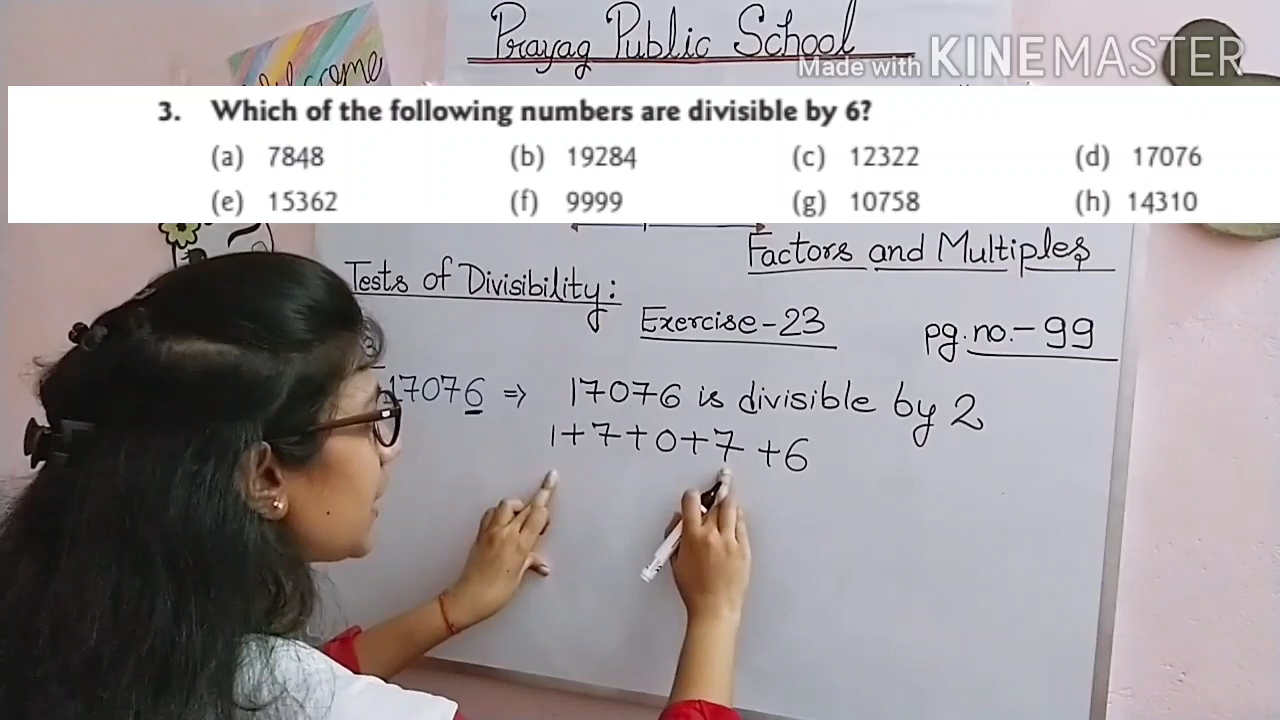 Prayag Public School
Made with KINEMASTER
Welcome
3. Which of the following numbers are divisible by 6?
(a) 7848 (b) 19284 (c) 12322 (d) 17076
(e) 15362 (f) 9999 (g) 10758 (h) 14310
Factors and Multiples
Tests of Divisibility:
Exercise-23 pg.no.-99
17076 ⇒ 17076 is divisible by 2
1+7+0+7+6